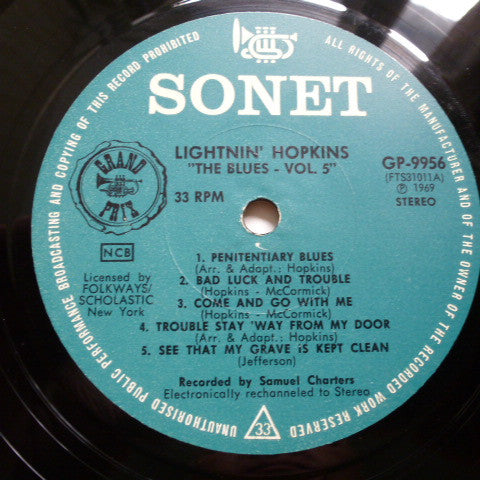 UNAUTHORISED PUBLIC PERFORMANCE BROADCASTING AND COPYING OF THIS RECORD PROHIBITED
ALL RIGHTS OF THE MANUFACTURER AND OF THE OWNER OF THE RECORDED WORK RESERVED
SONET
LIGHTNIN' HOPKINS
"THE BLUES - VOL. 5"
GRAND PRIX
33 RPM
GP-9956
(FTS31011A)
Ⓟ 1969
STEREO
NCB
Licensed by
FOLKWAYS/
SCHOLASTIC
New York
1. PENITENTIARY BLUES
(Arr. & Adapt.: Hopkins)
2. BAD LUCK AND TROUBLE
(Hopkins - McCormick)
3. COME AND GO WITH ME
(Hopkins - McCormick)
4. TROUBLE STAY 'WAY FROM MY DOOR
(Arr. & Adapt.: Hopkins)
5. SEE THAT MY GRAVE iS KEPT CLEAN
(Jefferson)
Recorded by Samuel Charters
Electronically rechanneled to Stereo
33